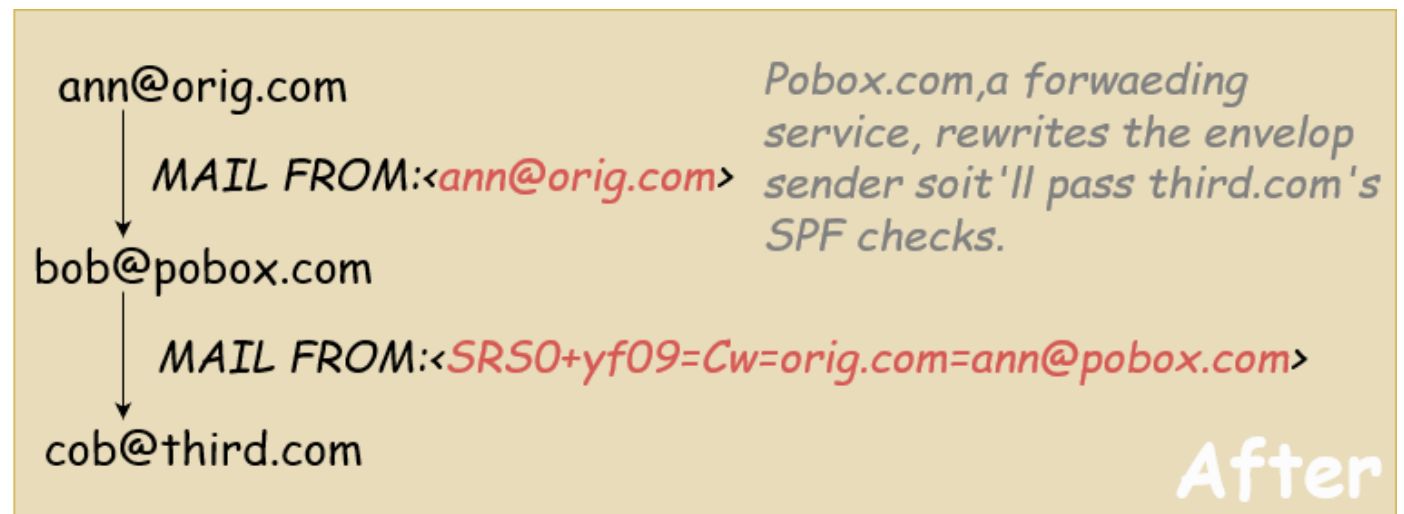 ann@orig.com
Pobox.com,a forwaeding
service, rewrites the envelop
MAIL FROM:<ann@orig.com>
sender soit'll pass third.com's
SPF checks.
bob@pobox.com
MAIL FROM:<SRS0+yf09=Cw=orig.com=ann@pobox.com>
cob@third.com
After